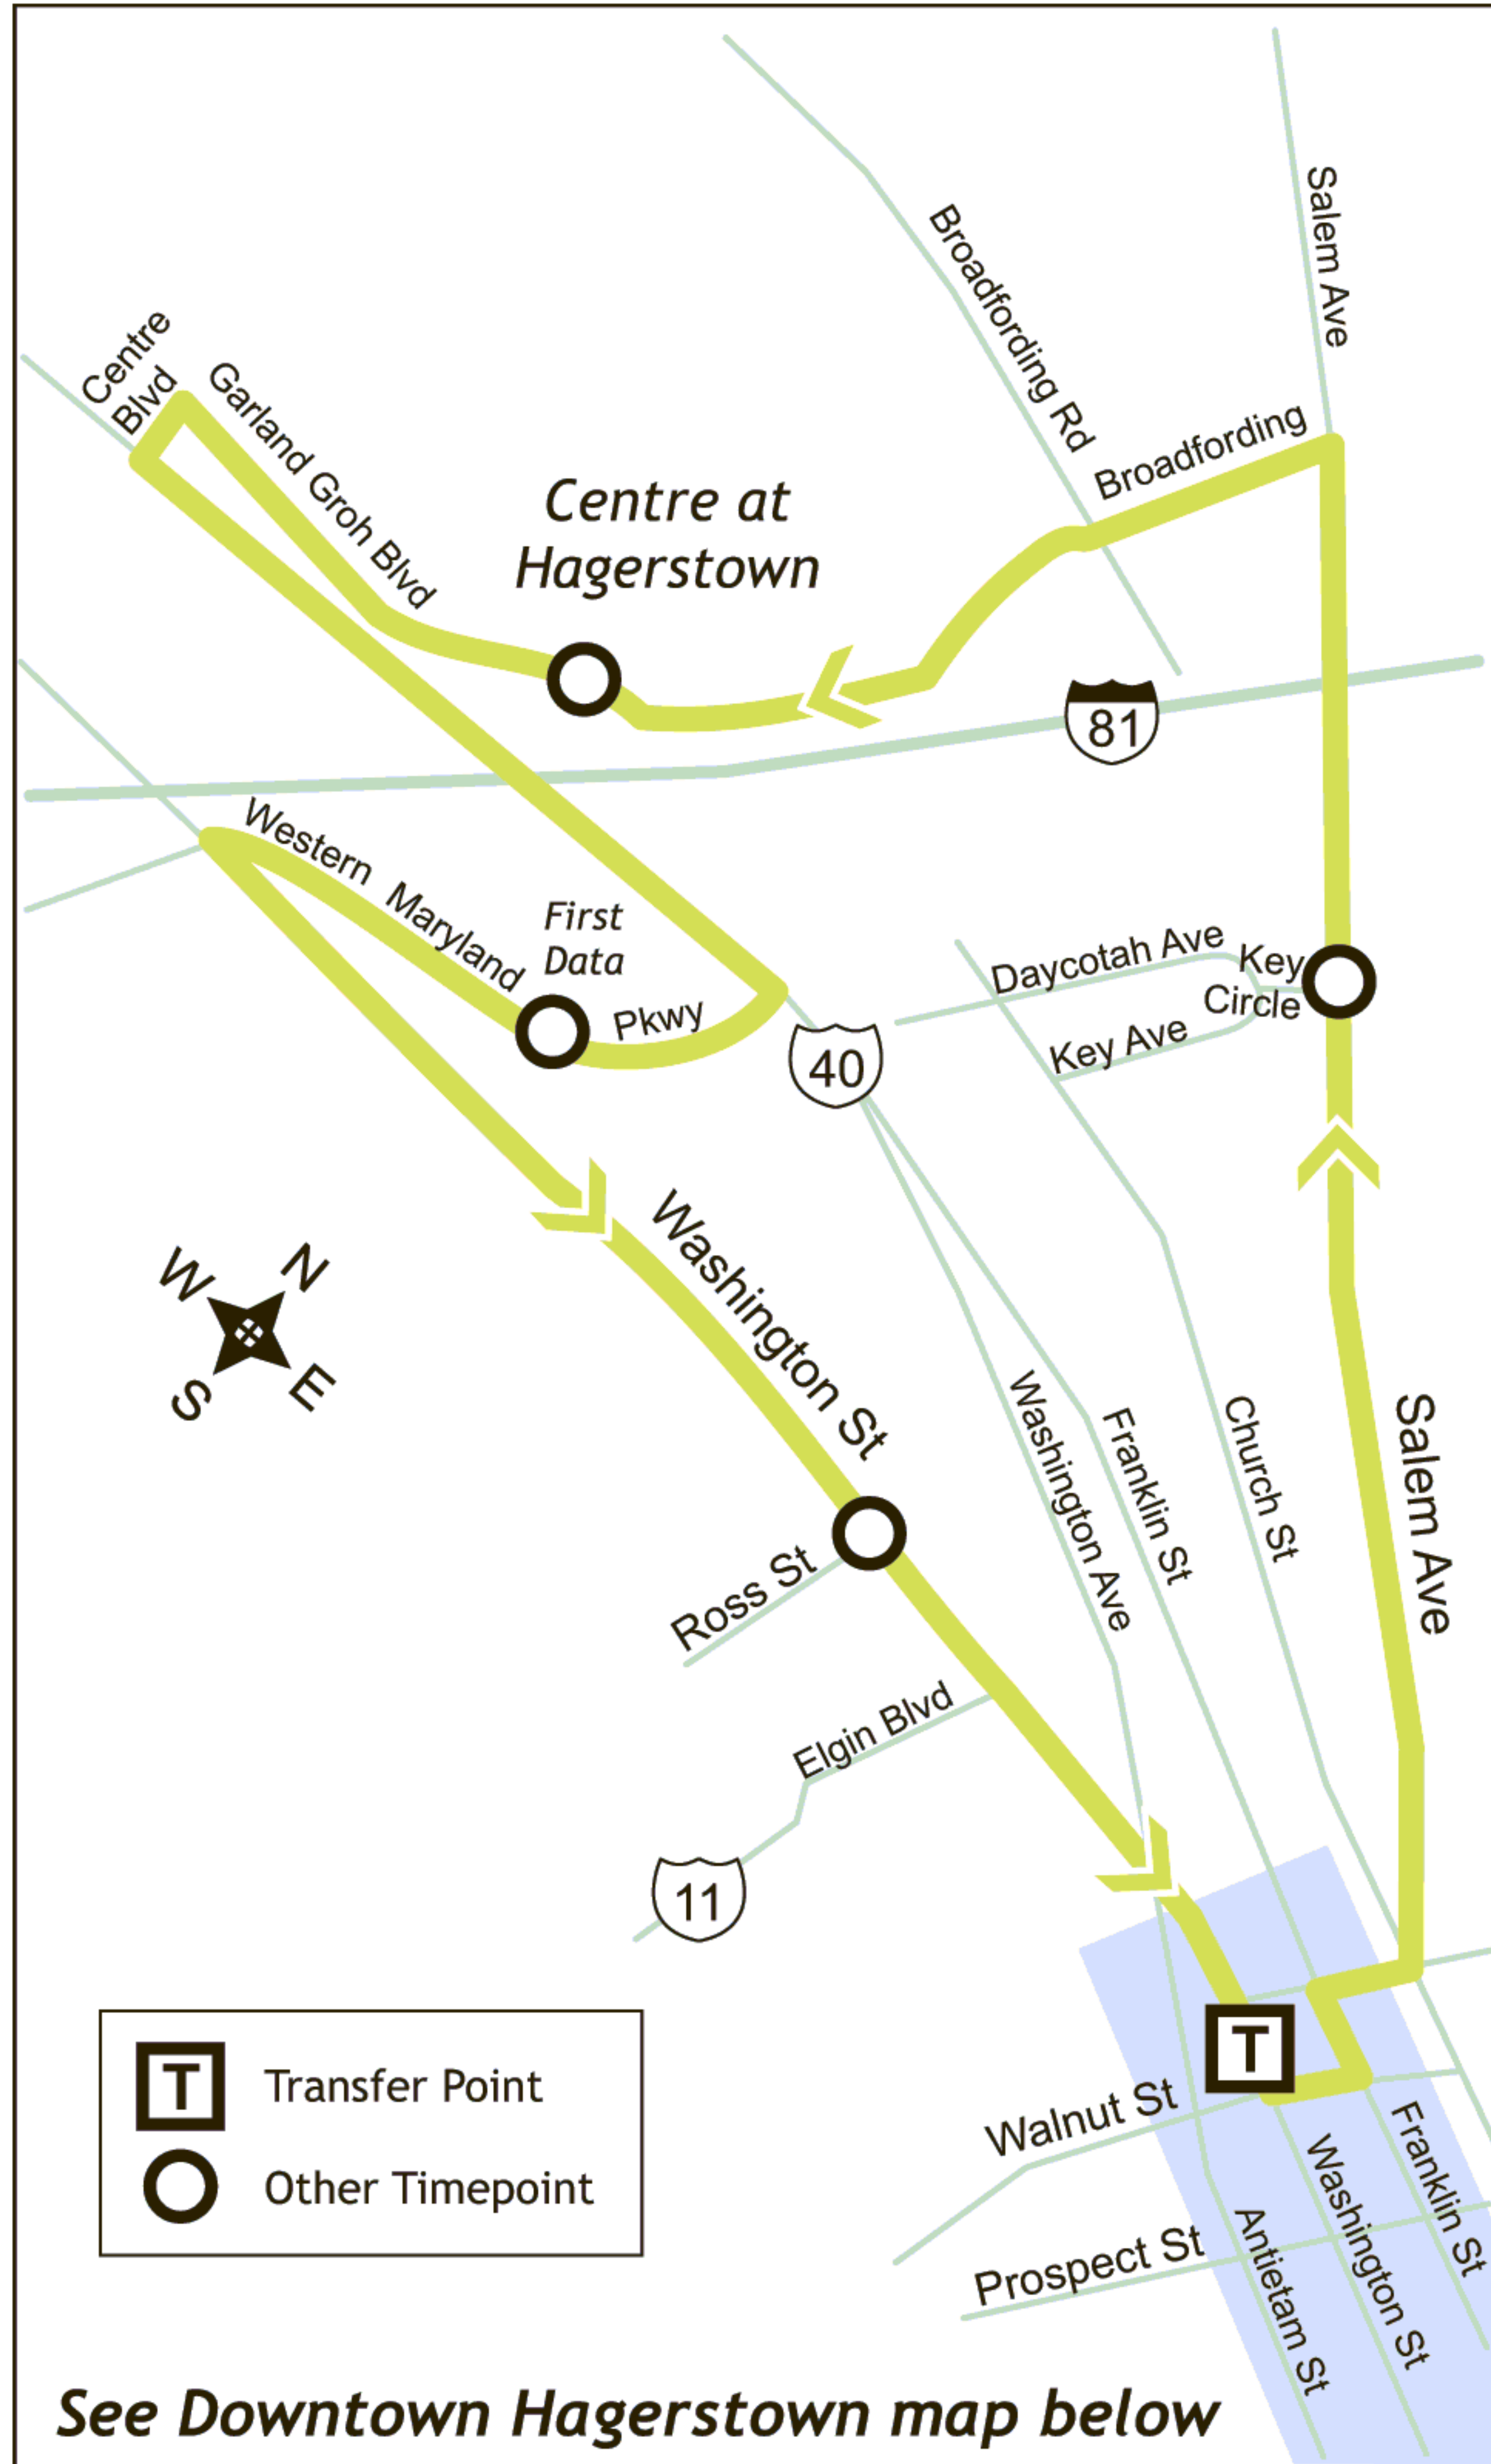 Salem Ave
Broadfording Rd
Centre
Blvd
Garland Groh Blvd
Broadfording
Centre at
Hagerstown
81
Western Maryland
First
Data
Pkwy
40
Daycotah Ave
Key
Circle
Key Ave
W
N
S
E
Washington St
Washington Ave
Franklin St
Church St
Salem Ave
Ross St
Elgin Blvd
11
T
T
Transfer Point
Other Timepoint
Walnut St
Prospect St
Antietam St
Washington St
Franklin St
See Downtown Hagerstown map below